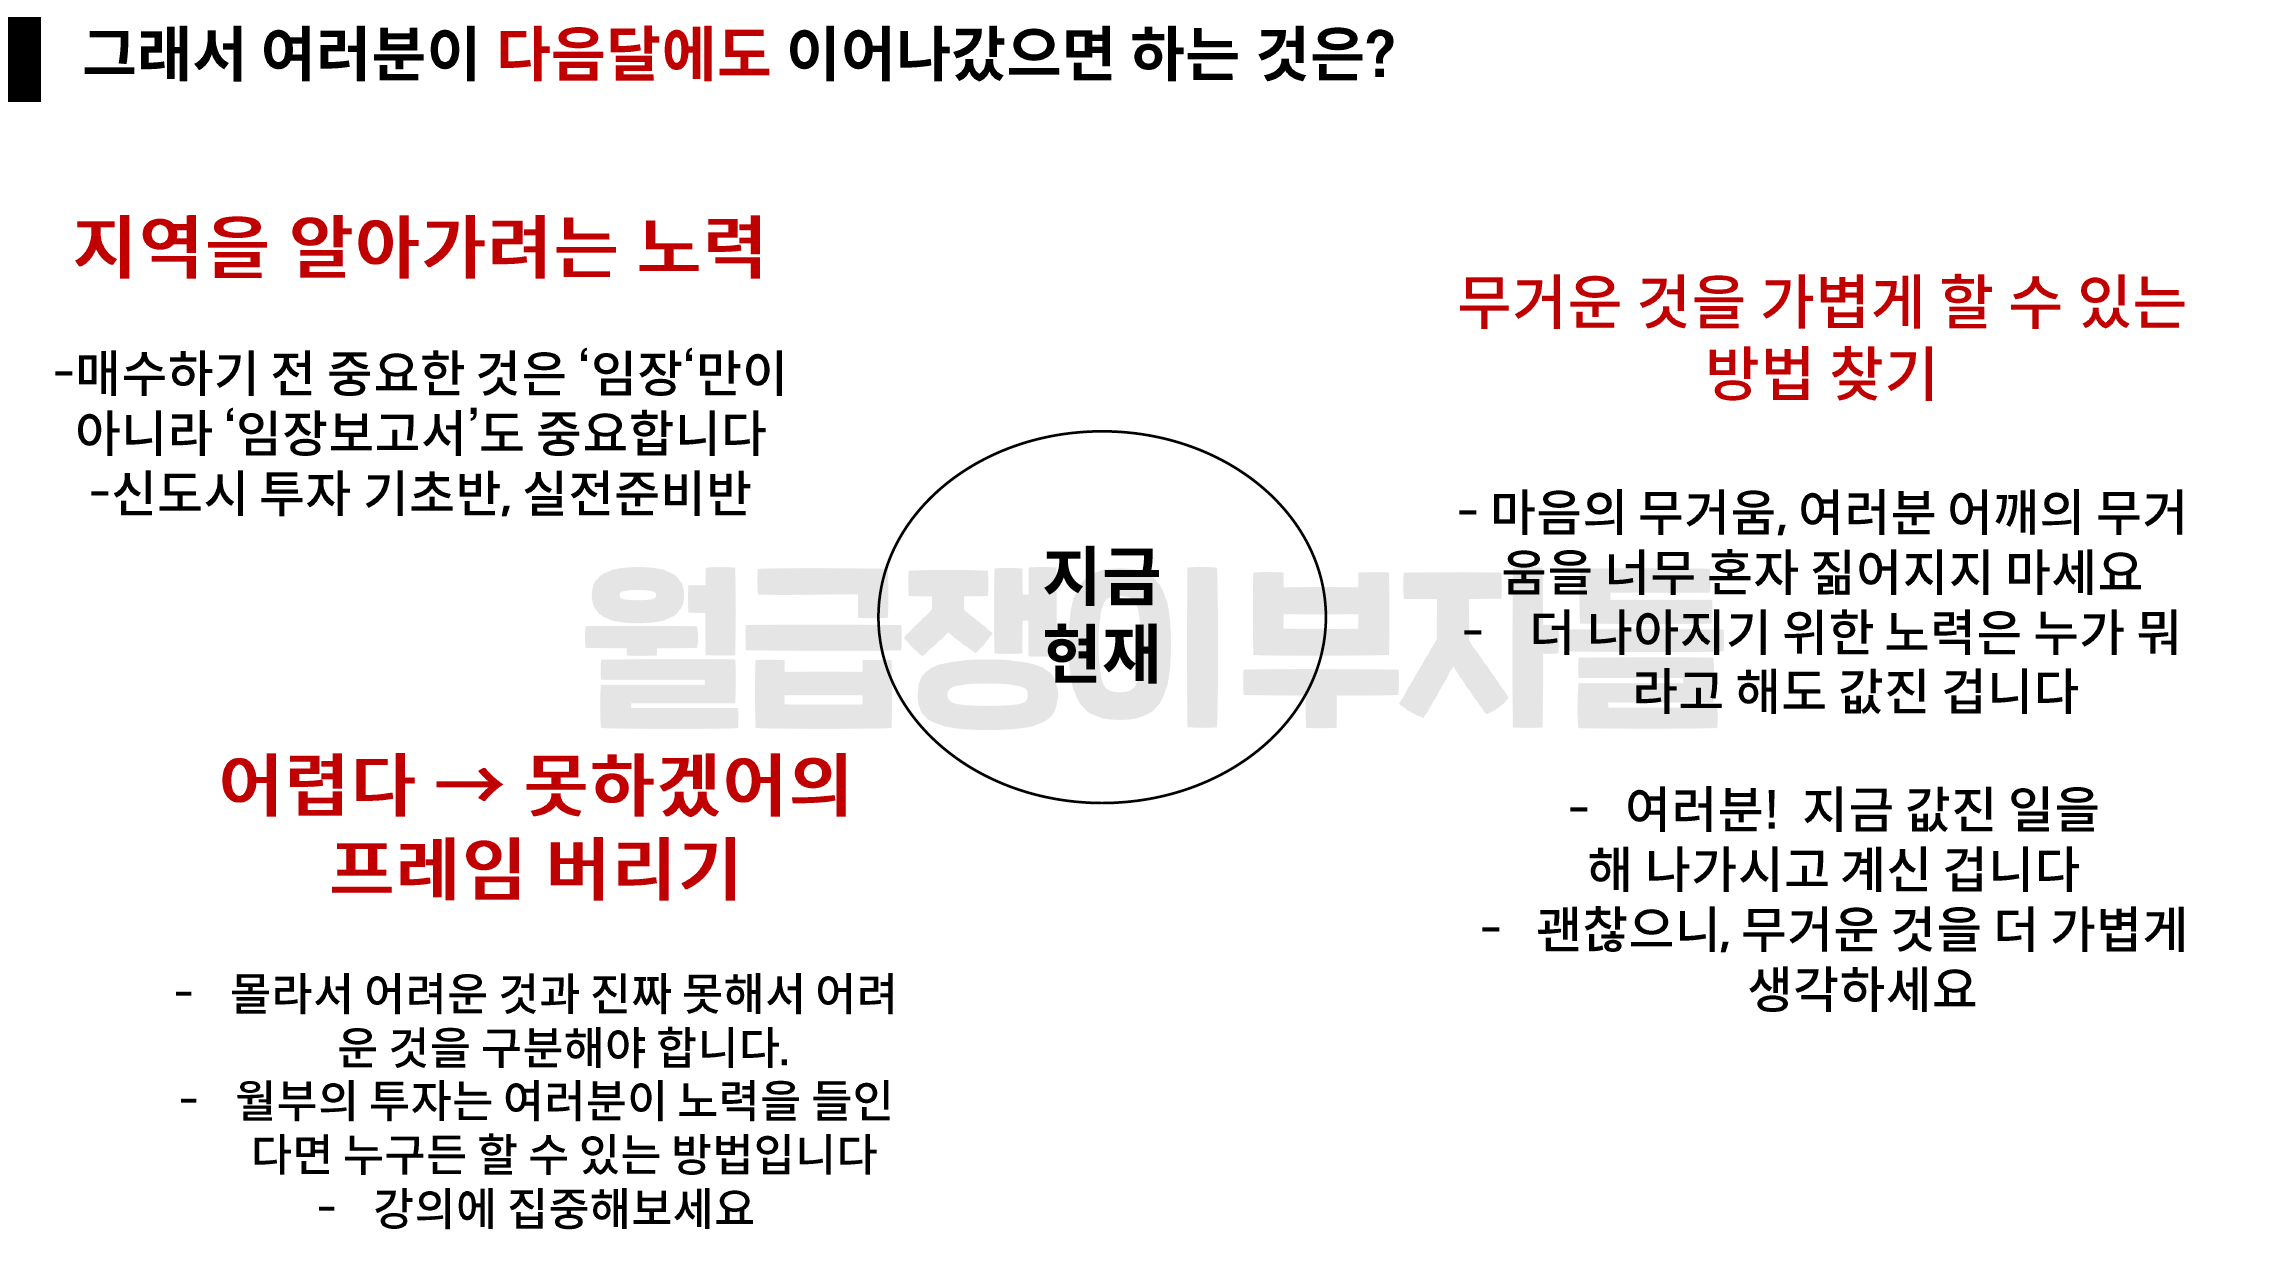 그래서 여러분이 다음달에도 이어나갔으면 하는 것은?
지역을 알아가려는 노력
-매수하기 전 중요한 것은 ‘임장‘만이
아니라 ‘임장보고서’도 중요합니다
-신도시 투자 기초반, 실전준비반
어렵다 → 못하겠어의
프레임 버리기
- 몰라서 어려운 것과 진짜 못해서 어려
운 것을 구분해야 합니다.
- 월부의 투자는 여러분이 노력을 들인
다면 누구든 할 수 있는 방법입니다
- 강의에 집중해보세요
지금
현재
월급쟁이 부자들
무거운 것을 가볍게 할 수 있는
방법 찾기
- 마음의 무거움, 여러분 어깨의 무거
움을 너무 혼자 짊어지지 마세요
- 더 나아지기 위한 노력은 누가 뭐
라고 해도 값진 겁니다
- 여러분! 지금 값진 일을
해 나가시고 계신 겁니다
- 괜찮으니, 무거운 것을 더 가볍게
생각하세요